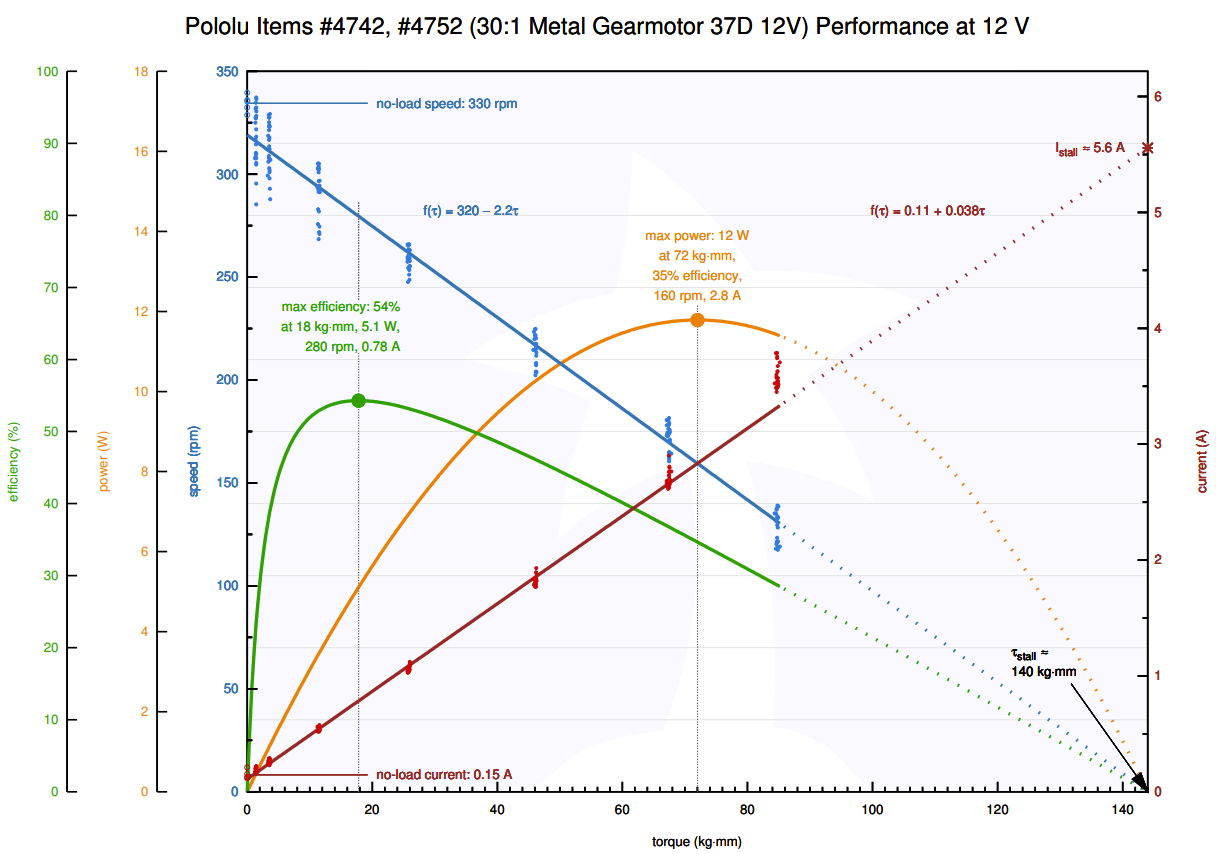 Pololu Items #4742, #4752 (30:1 Metal Gearmotor 37D 12V) Performance at 12 V
efficiency (%)
100
90
80
70
60
50
40
30
20
10
0
power (W)
18
16
14
12
10
8
6
4
2
0
speed (rpm)
350
300
250
200
150
100
50
0
no-load speed: 330 rpm
f(τ) = 320 − 2.2τ
max efficiency: 54%
at 18 kg·mm, 5.1 W,
280 rpm, 0.78 A
max power: 12 W
at 72 kg·mm,
35% efficiency,
160 rpm, 2.8 A
Istall ≈ 5.6 A
f(τ) = 0.11 + 0.038τ
τstall ≈
140 kg·mm
no-load current: 0.15 A
current (A)
6
5
4
3
2
1
0
0
20
40
60
80
100
120
140
torque (kg·mm)